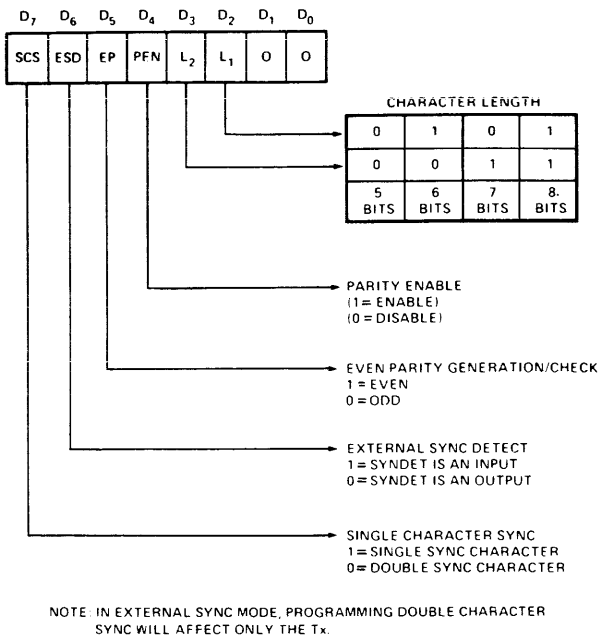 D7 D6 D5 D4 D3 D2 D1 D0
SCS ESD EP PEN L2 L1 0 0
CHARACTER LENGTH
0 1 0 1
0 0 1 1
5 6 7 8.
BITS BITS BITS BITS
PARITY ENABLE
(1 = ENABLE)
(0 = DISABLE)
EVEN PARITY GENERATION/CHECK
1 = EVEN
0 = ODD
EXTERNAL SYNC DETECT
1 = SYNDET IS AN INPUT
0 = SYNDET IS AN OUTPUT
SINGLE CHARACTER SYNC
1 = SINGLE SYNC CHARACTER
0 = DOUBLE SYNC CHARACTER
NOTE: IN EXTERNAL SYNC MODE, PROGRAMMING DOUBLE CHARACTER
SYNC WILL AFFECT ONLY THE Tx.